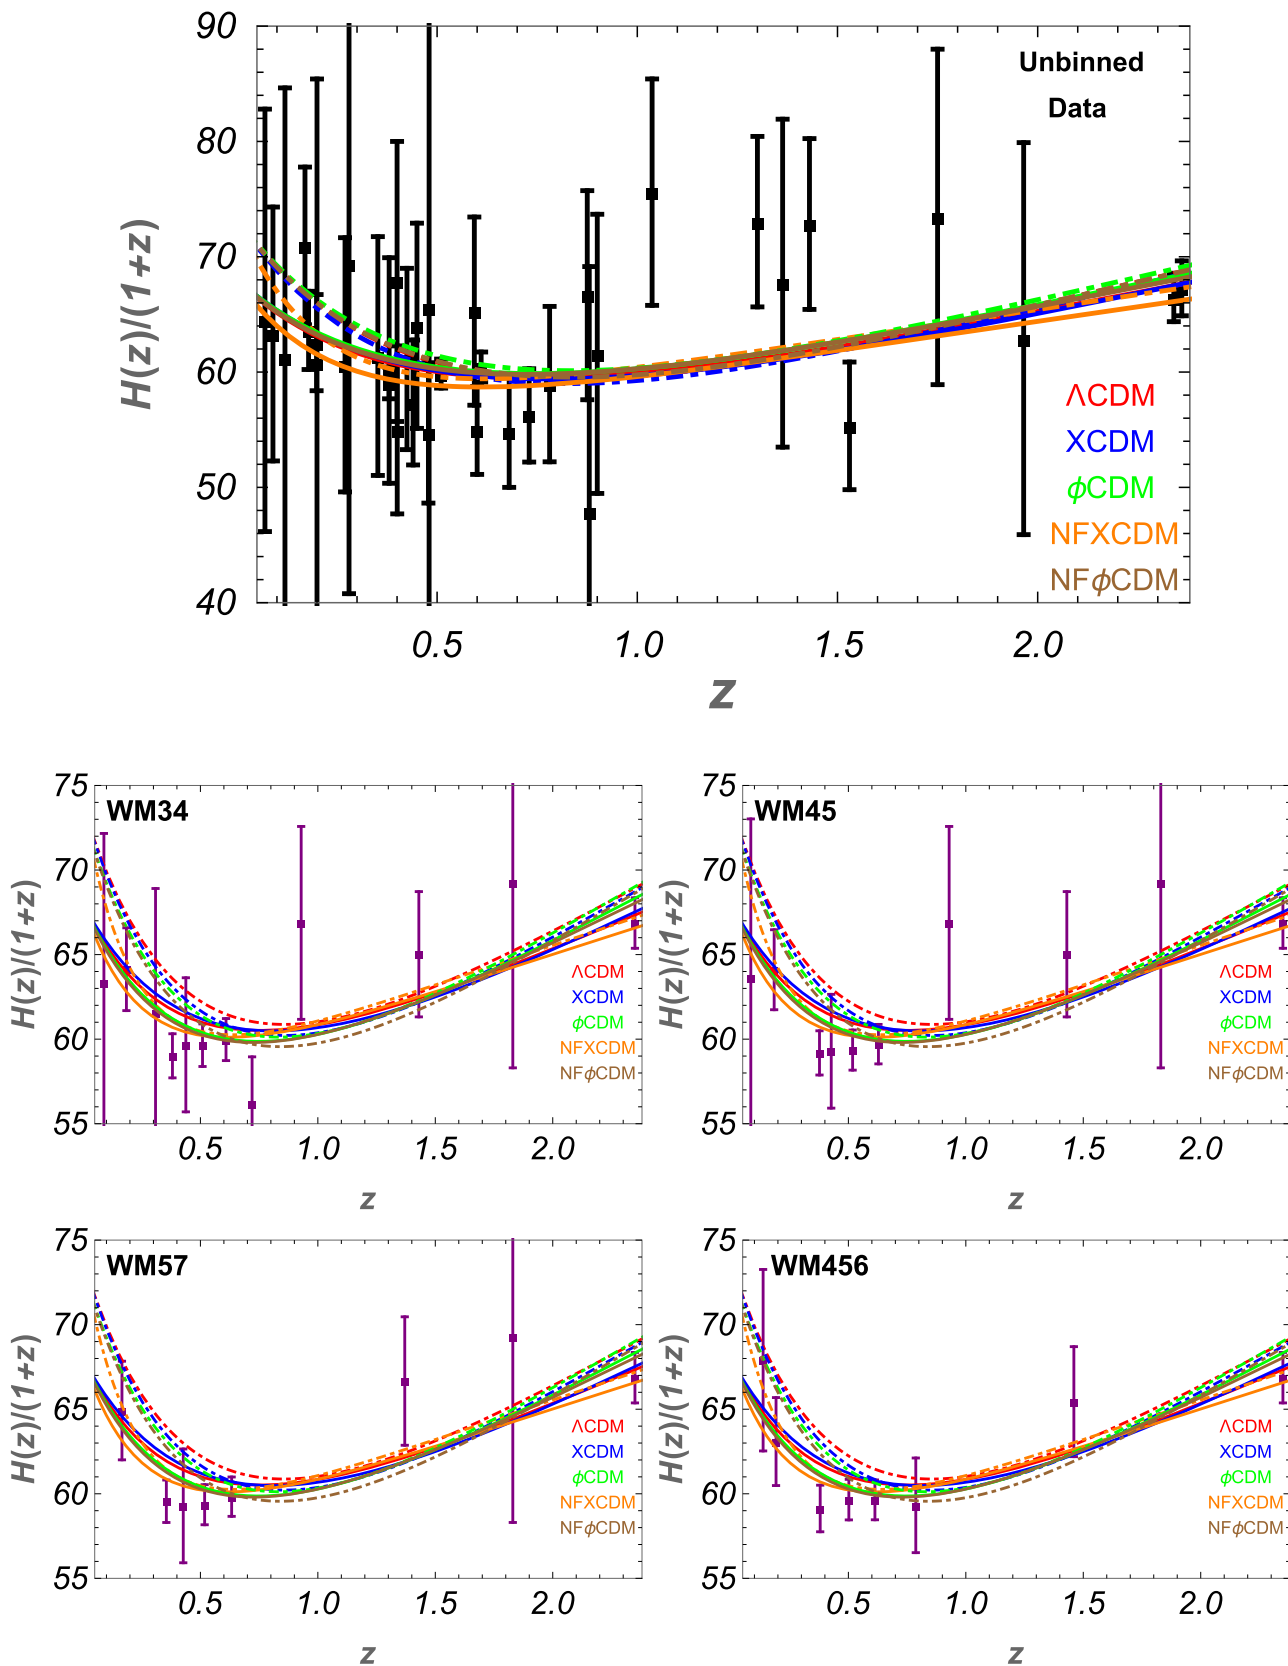 90
80
70
60
50
40
H(z)/(1+z)
Unbinned
Data
ΛCDM
XCDM
ϕCDM
NFXCDM
NFϕCDM
0.5 1.0 1.5 2.0
z
75
70
65
60
55
H(z)/(1+z)
WM34
ΛCDM
XCDM
ϕCDM
NFXCDM
NFϕCDM
0.5 1.0 1.5 2.0
z
75
70
65
60
55
H(z)/(1+z)
WM45
ΛCDM
XCDM
ϕCDM
NFXCDM
NFϕCDM
0.5 1.0 1.5 2.0
z
75
70
65
60
55
H(z)/(1+z)
WM57
ΛCDM
XCDM
ϕCDM
NFXCDM
NFϕCDM
0.5 1.0 1.5 2.0
z
75
70
65
60
55
H(z)/(1+z)
WM456
ΛCDM
XCDM
ϕCDM
NFXCDM
NFϕCDM
0.5 1.0 1.5 2.0
z